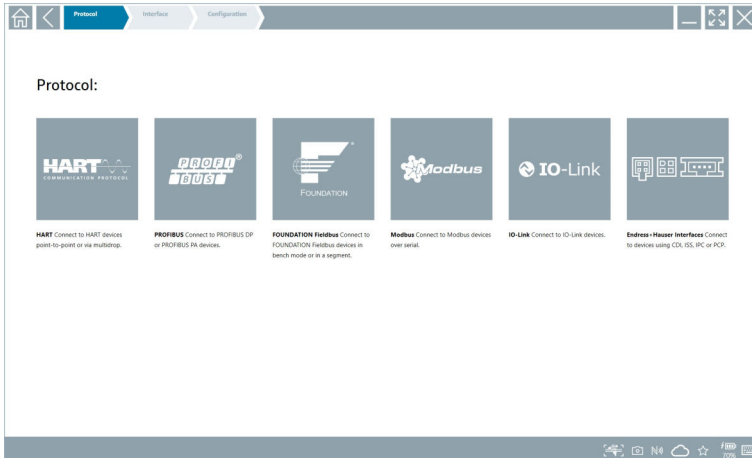 Protocol
Interface
Configuration
Protocol:
HART
COMMUNICATION PROTOCOL
PROFI
BUS
FOUNDATION
Modbus
IO-Link
HART Connect to HART devices
point-to-point or via multidrop.
PROFIBUS Connect to PROFIBUS DP
or PROFIBUS PA devices.
FOUNDATION Fieldbus Connect to
FOUNDATION Fieldbus devices in
bench mode or in a segment.
Modbus Connect to Modbus devices
over serial.
IO-Link Connect to IO-Link devices.
Endress+Hauser Interfaces Connect
to devices using CDI, ISS, IPC or PCP.
70%